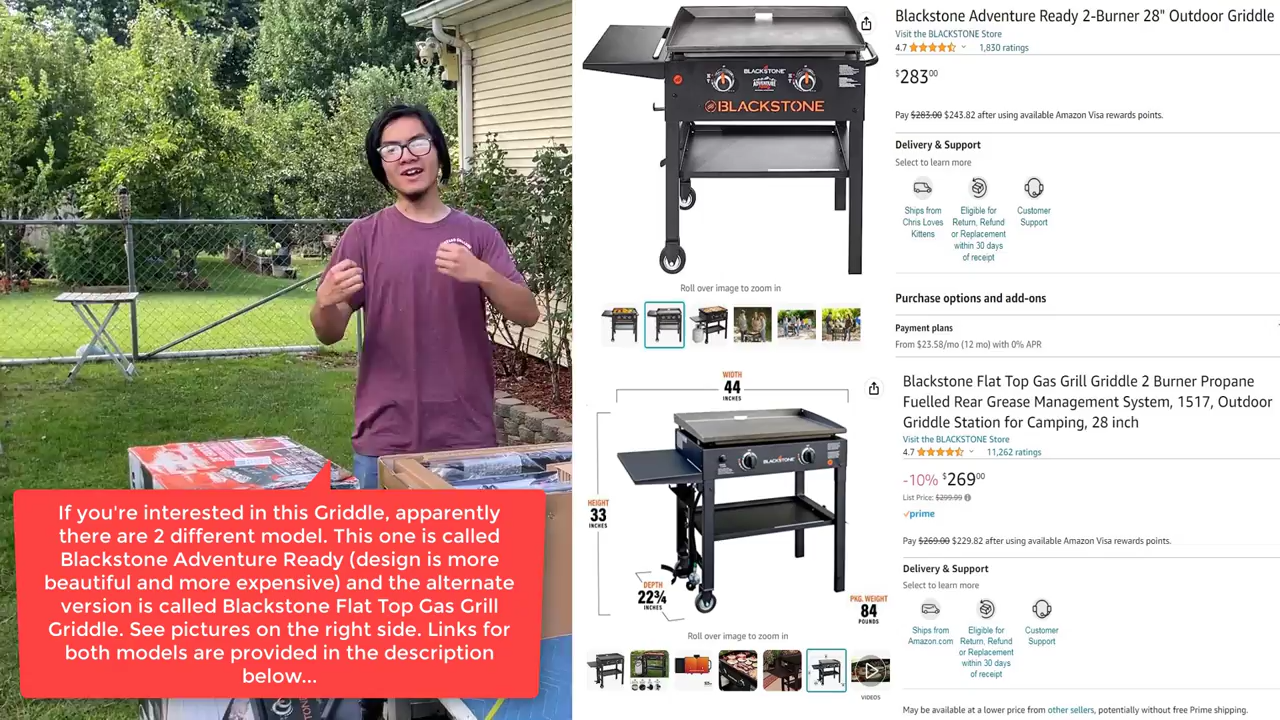 If you're interested in this Griddle, apparently
there are 2 different model. This one is called
Blackstone Adventure Ready (design is more
beautiful and more expensive) and the alternate
version is called Blackstone Flat Top Gas Grill
Griddle. See pictures on the right side. Links for
both models are provided in the description
below...
BLACKSTONE
ADVENTURE
BLACKSTONE
Roll over image to zoom in
Blackstone Adventure Ready 2-Burner 28" Outdoor Griddle
Visit the BLACKSTONE Store
4.7 1,830 ratings
$283.00
Pay $283.00 $243.82 after using available Amazon Visa rewards points.
Delivery & Support
Select to learn more
Ships from
Chris Loves
Kittens
Eligible for
Return, Refund
or Replacement
within 30 days
of receipt
Customer
Support
Purchase options and add-ons
Payment plans
From $23.58/mo (12 mo) with 0% APR
WIDTH
44
INCHES
HEIGHT
33
INCHES
BLACKSTONE
DEPTH
22¾
INCHES
PKG. WEIGHT
84
POUNDS
Roll over image to zoom in
VIDEOS
Blackstone Flat Top Gas Grill Griddle 2 Burner Propane
Fuelled Rear Grease Management System, 1517, Outdoor
Griddle Station for Camping, 28 inch
Visit the BLACKSTONE Store
4.7 11,262 ratings
-10% $269.00
List Price: $299.99
prime
Pay $269.00 $229.82 after using available Amazon Visa rewards points.
Delivery & Support
Select to learn more
Ships from
Amazon.com
Eligible for
Return, Refund
or Replacement
within 30 days
of receipt
Customer
Support
May be available at a lower price from other sellers, potentially without free Prime shipping.